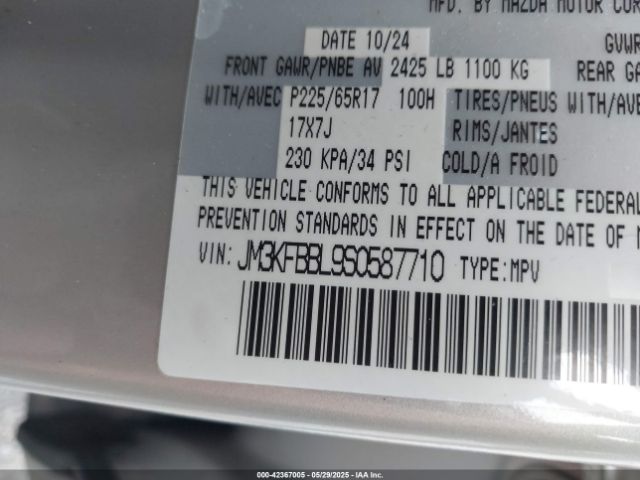 MFD. BY MAZDA MOTOR COR
DATE 10/24 GVWR
FRONT GAWR/PNBE AV 2425 LB 1100 KG REAR GA
WITH/AVEC P225/65R17 100H TIRES/PNEUS WITH/AVE
17X7J RIMS/JANTES
230 KPA/34 PSI COLD/A FROID
THIS VEHICLE CONFORMS TO ALL APPLICABLE FEDERAL
PREVENTION STANDARDS IN EFFECT ON THE DATE OF M
VIN: JM3KFBBL9S0587710 TYPE:MPV
000-42367005 05/29/2025 IAAI.COM